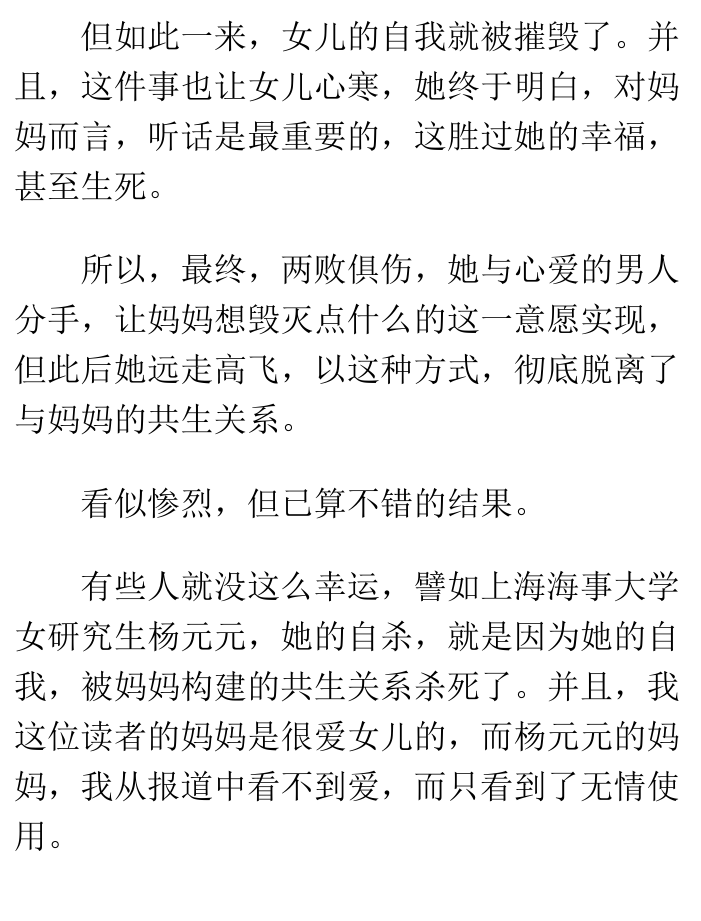 但如此一来，女儿的自我就被摧毁了。并
且，这件事也让女儿心寒，她终于明白，对妈
妈而言，听话是最重要的，这胜过她的幸福，
甚至生死。
所以，最终，两败俱伤，她与心爱的男人
分手，让妈妈想毁灭点什么的这一意愿实现，
但此后她远走高飞，以这种方式，彻底脱离了
与妈妈的共生关系。
看似惨烈，但已算不错的结果。
有些人就没这么幸运，譬如上海海事大学
女研究生杨元元，她的自杀，就是因为她的自
我，被妈妈构建的共生关系杀死了。并且，我
这位读者的妈妈是很爱女儿的，而杨元元的妈
妈，我从报道中看不到爱，而只看到了无情使
用。